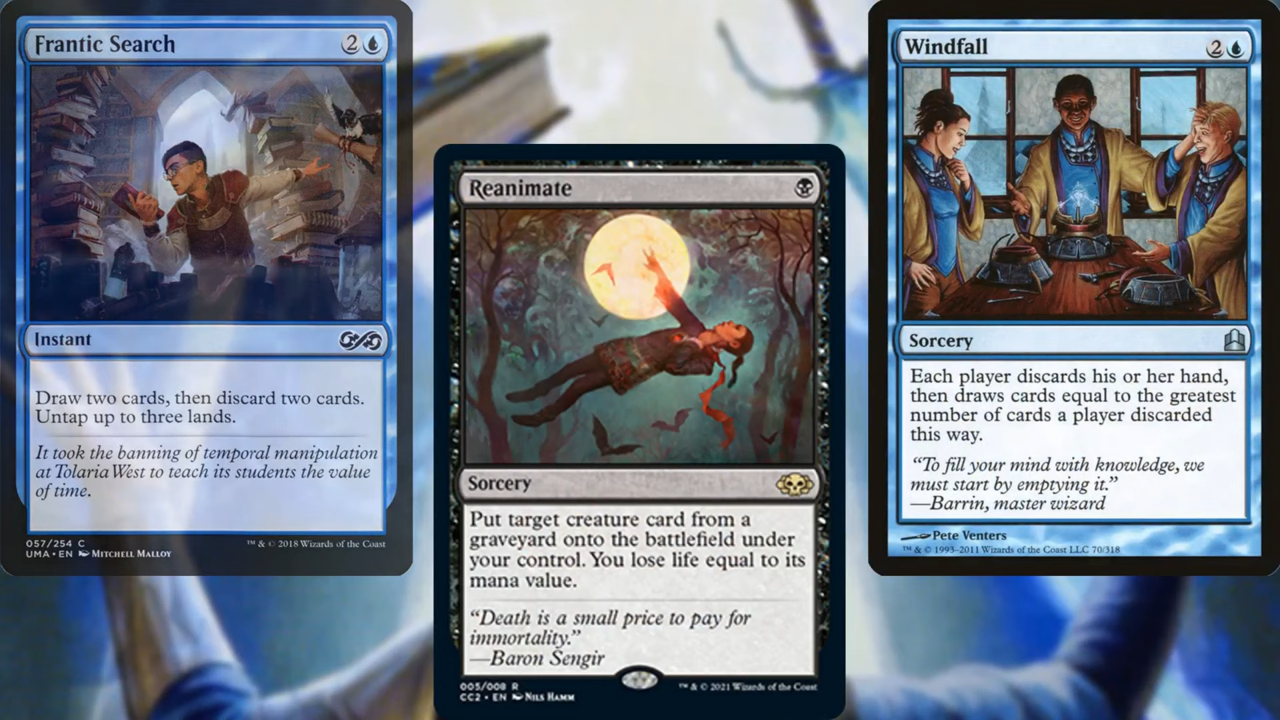 Frantic Search 2
Instant
Draw two cards, then discard two cards.
Untap up to three lands.
It took the banning of temporal manipulation
at Tolaria West to teach its students the value
of time.
057/254 C
UMA • EN Mitchell Malloy
™ & © 2018 Wizards of the Coast
Reanimate
Sorcery
Put target creature card from a
graveyard onto the battlefield under
your control. You lose life equal to its
mana value.
“Death is a small price to pay for
immortality.”
—Baron Sengir
005/008 R
CC2 • EN Nils Hamm
™ & © 2021 Wizards of the Coast
Windfall 2
Sorcery
Each player discards his or her hand,
then draws cards equal to the greatest
number of cards a player discarded
this way.
“To fill your mind with knowledge, we
must start by emptying it.”
—Barrin, master wizard
Pete Venters
™ & © 1993–2011 Wizards of the Coast LLC 70/318